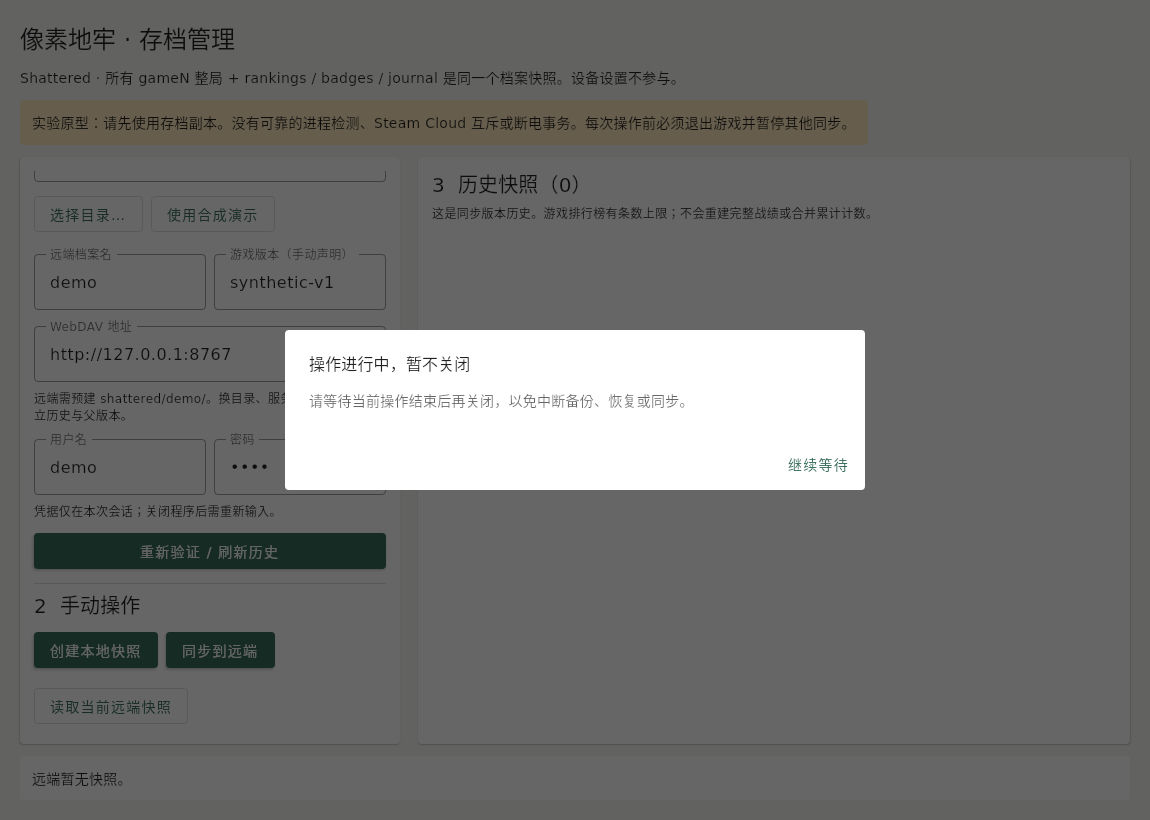 像素地牢 · 存档管理
Shattered · 所有 gameN 整局 + rankings / badges / journal 是同一个档案快照。设备设置不参与。
实验原型：请先使用存档副本。没有可靠的进程检测、Steam Cloud 互斥或断电事务。每次操作前必须退出游戏并暂停其他同步。
选择目录...
使用合成演示
远端档案名
demo
游戏版本（手动声明）
synthetic-v1
WebDAV 地址
http://127.0.0.1:8767
远端需预建 shattered/demo/。换目录、服务
立历史与父版本。
用户名
demo
密码
••••
凭据仅在本次会话；关闭程序后需重新输入。
重新验证 / 刷新历史
2 手动操作
创建本地快照
同步到远端
读取当前远端快照
3 历史快照（0）
这是同步版本历史。游戏排行榜有条数上限；不会重建完整战绩或合并累计计数。
操作进行中，暂不关闭
请等待当前操作结束后再关闭，以免中断备份、恢复或同步。
继续等待
远端暂无快照。